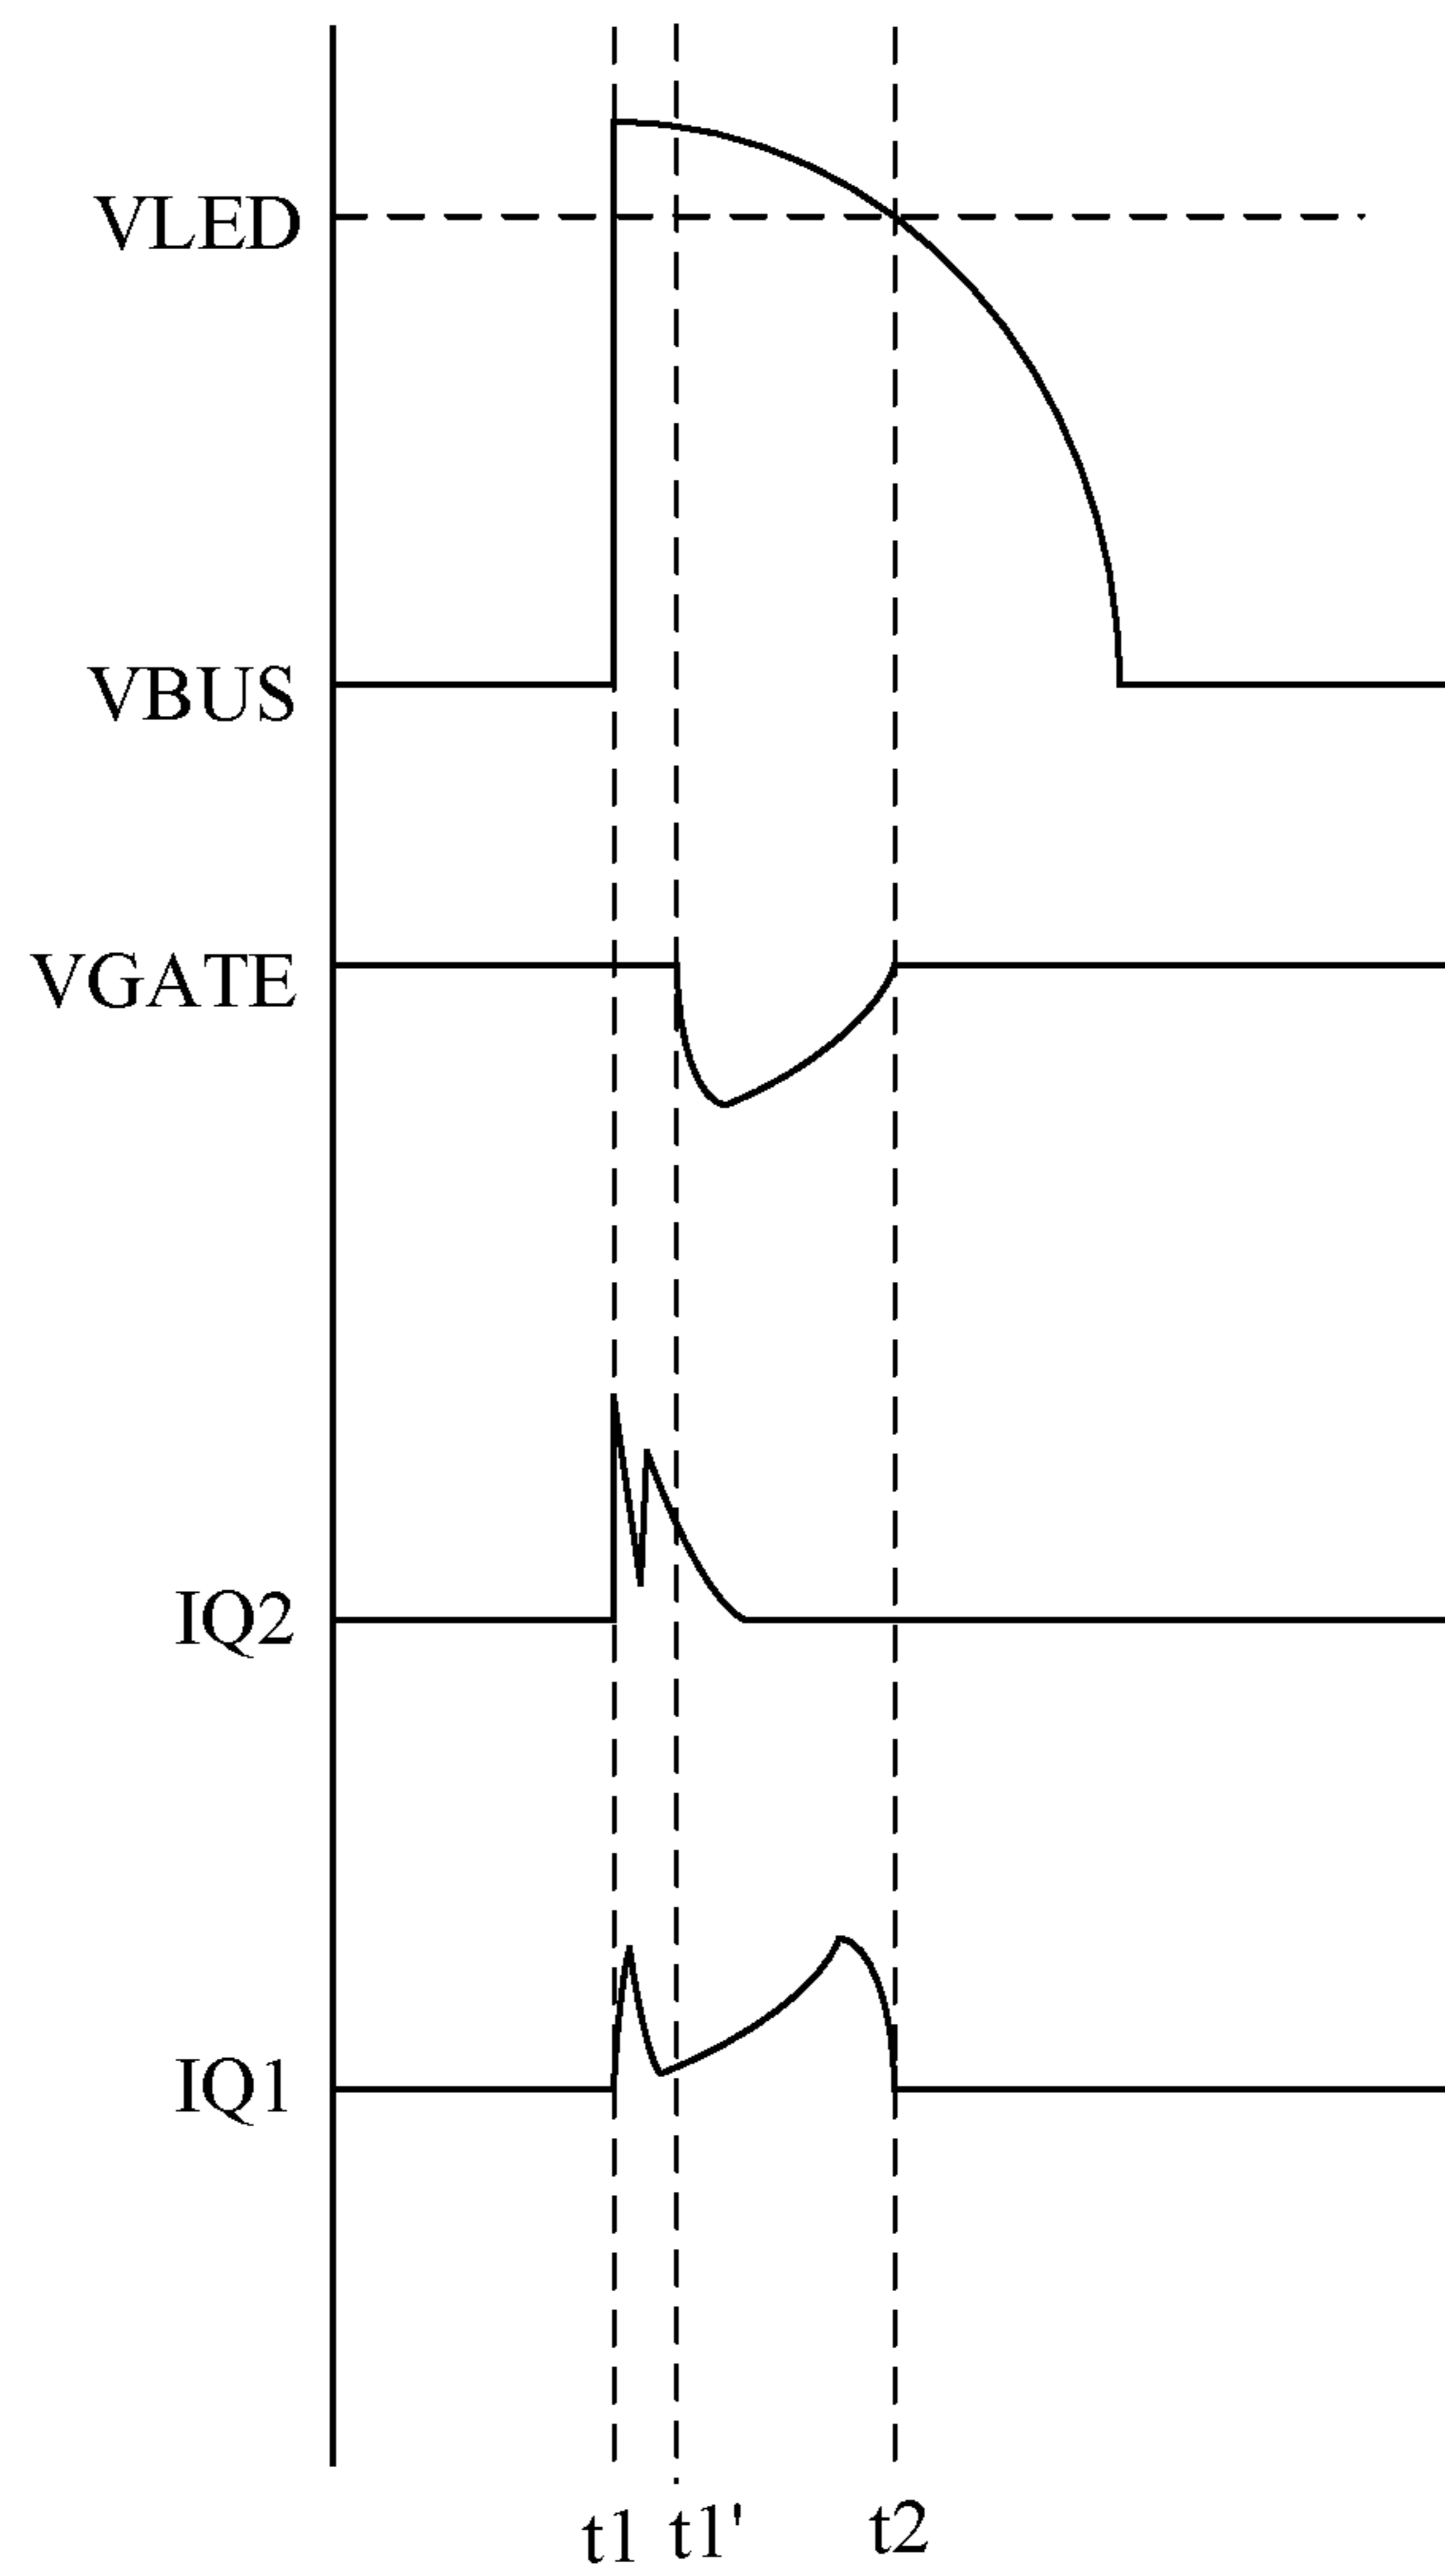 VLED
VBUS
VGATE
IQ2
IQ1
t1 t1' t2